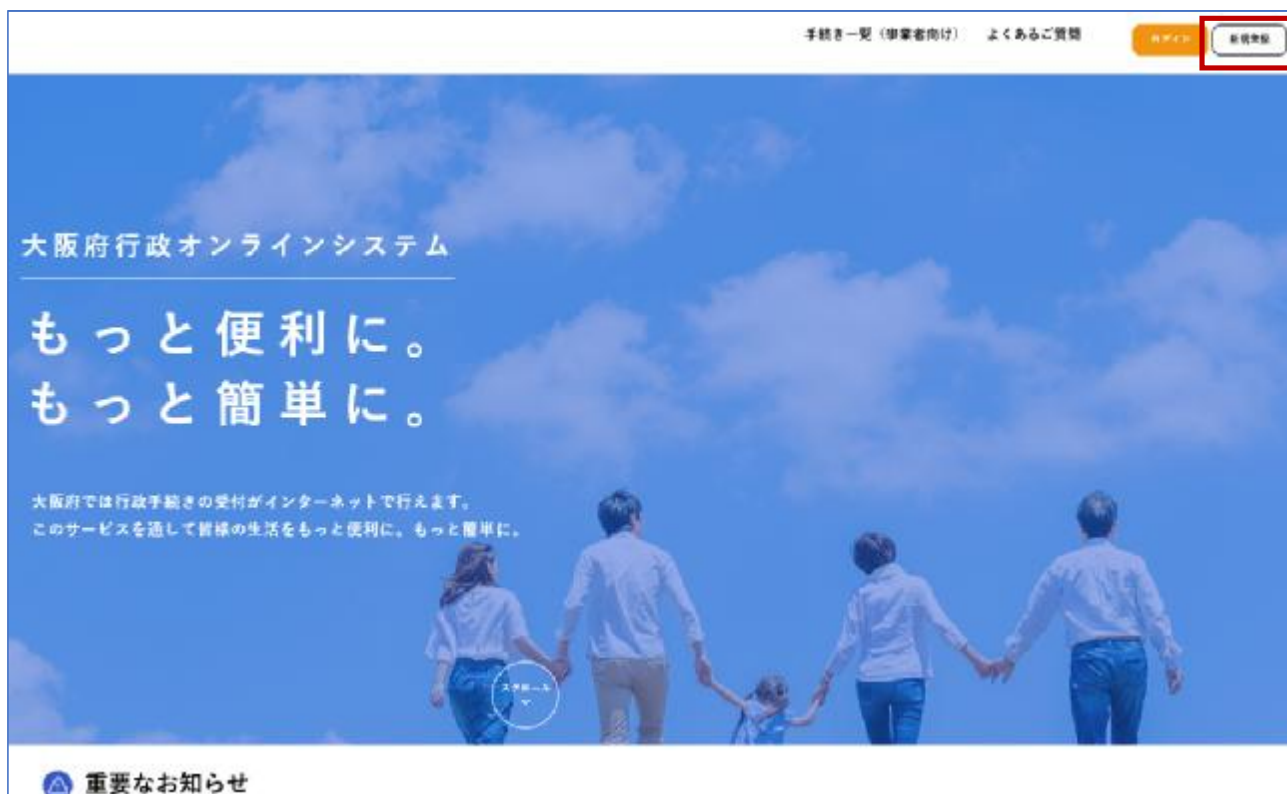 手続き一覧（事業者向け）
よくあるご質問
ログイン
新規登録
大阪府行政オンラインシステム
もっと便利に。
もっと簡単に。
大阪府では行政手続きの受付がインターネットで行えます。
このサービスを通して皆様の生活をもっと便利に。もっと簡単に。
スクロール
重要なお知らせ